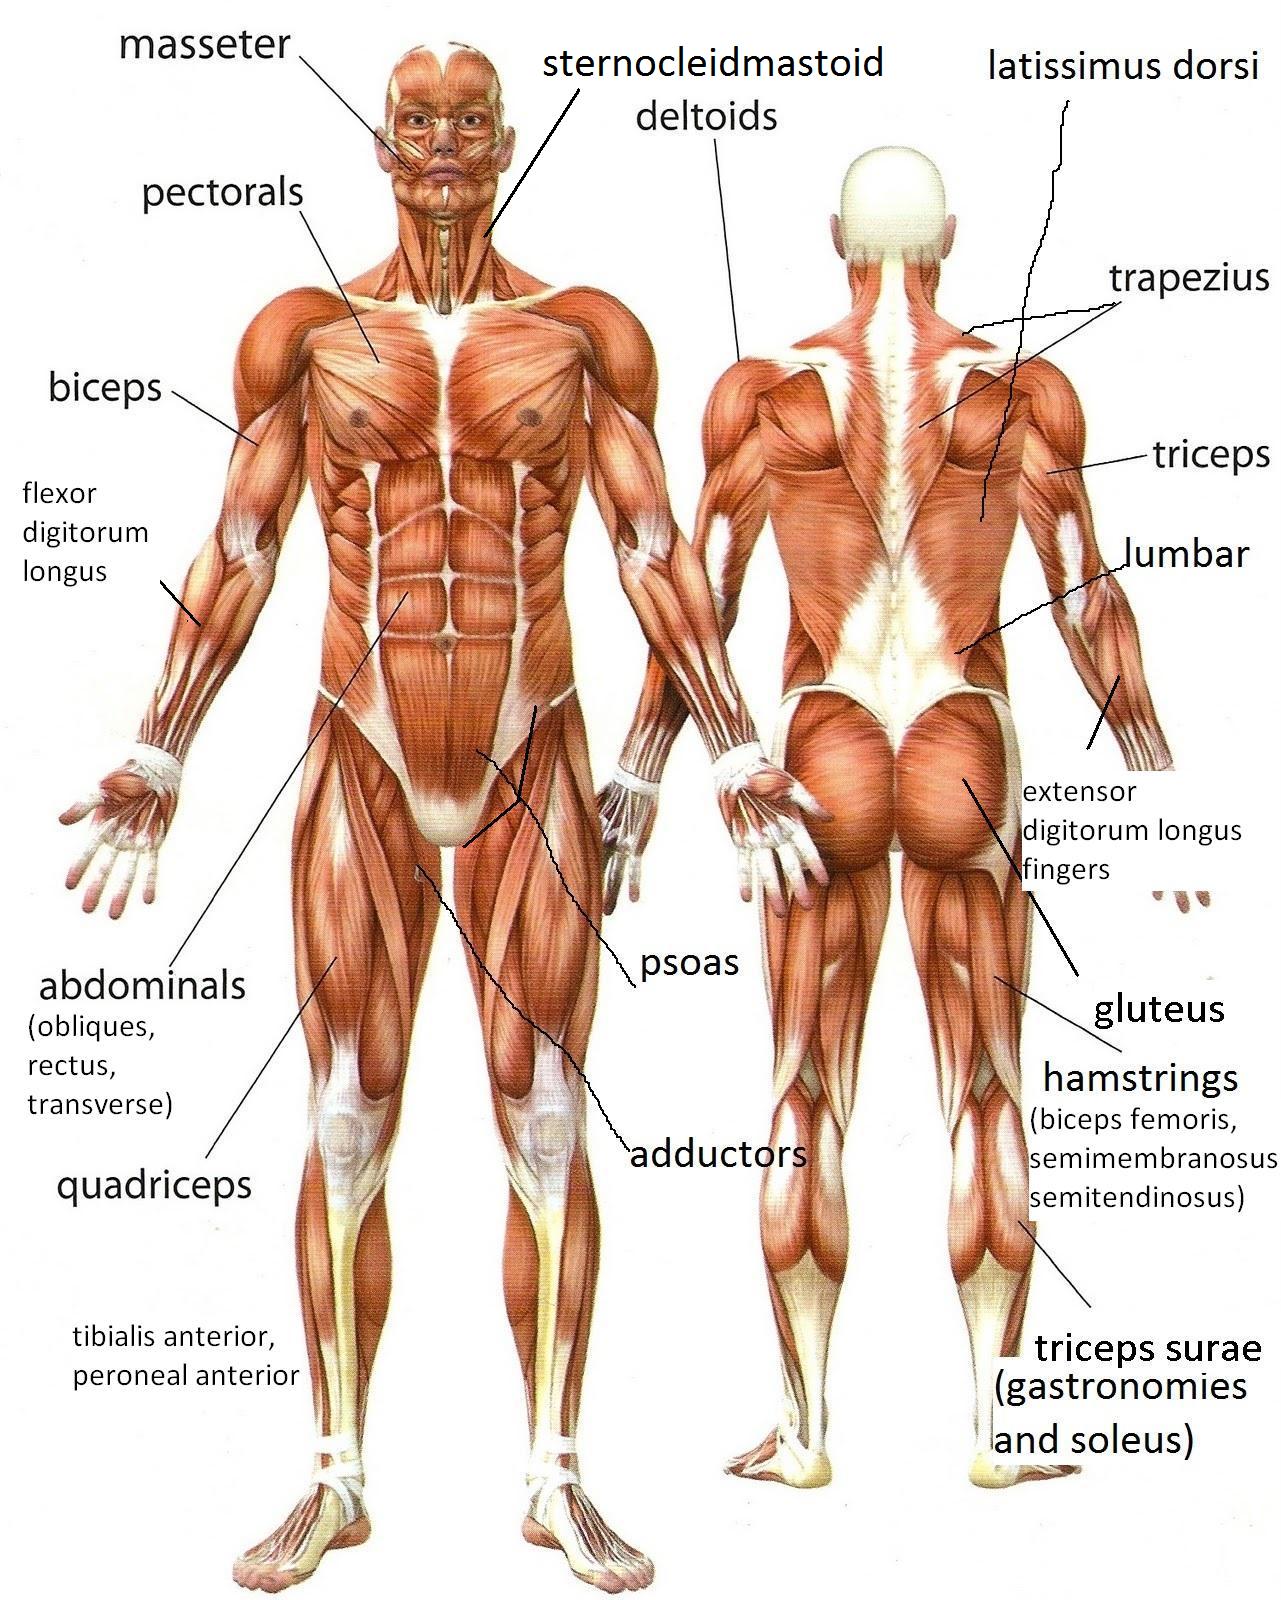 masseter
sternocleidmastoid
latissimus dorsi
deltoids
pectorals
trapezius
biceps
triceps
flexor
digitorum
longus
lumbar
extensor
digitorum longus
fingers
psoas
abdominals
(obliques,
rectus,
transverse)
gluteus
hamstrings
(biceps femoris,
semimembranosus
semitendinosus)
adductors
quadriceps
tibialis anterior,
peroneal anterior
triceps surae
(gastronomies
and soleus)